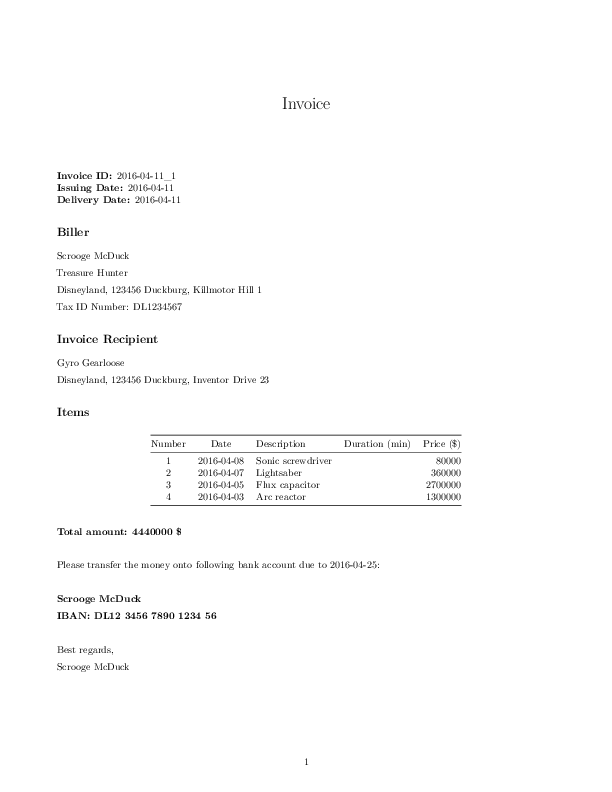 Invoice
Invoice ID: 2016-04-11_1
Issuing Date: 2016-04-11
Delivery Date: 2016-04-11
Biller
Scrooge McDuck
Treasure Hunter
Disneyland, 123456 Duckburg, Killmotor Hill 1
Tax ID Number: DL1234567
Invoice Recipient
Gyro Gearloose
Disneyland, 123456 Duckburg, Inventor Drive 23
Items
Number Date Description Duration (min) Price ($)
1 2016-04-08 Sonic screwdriver 80000
2 2016-04-07 Lightsaber 360000
3 2016-04-05 Flux capacitor 2700000
4 2016-04-03 Arc reactor 1300000
Total amount: 4440000 $
Please transfer the money onto following bank account due to 2016-04-25:
Scrooge McDuck
IBAN: DL12 3456 7890 1234 56
Best regards,
Scrooge McDuck
1